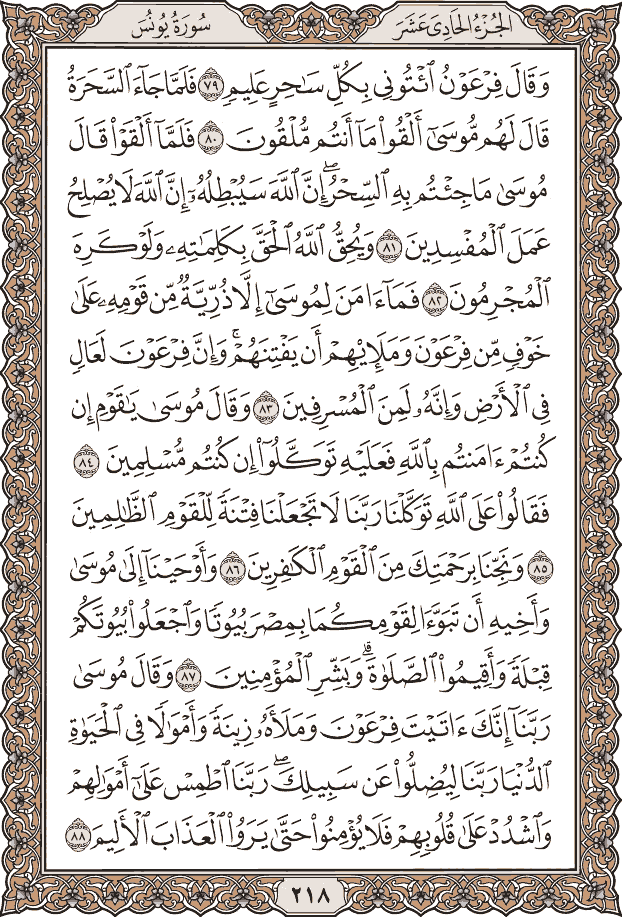 الجُزْءُ الحَادِى عَشَرَ
سُورَةُ يُونُسَ
وَقَالَ فِرْعَوْنُ ٱئْتُونِى بِكُلِّ سَٰحِرٍ عَلِيمٍ ٧٩ فَلَمَّا جَآءَ ٱلسَّحَرَةُ
قَالَ لَهُم مُّوسَىٰٓ أَلْقُوا۟ مَآ أَنتُم مُّلْقُونَ ٨٠ فَلَمَّآ أَلْقَوْا۟ قَالَ
مُوسَىٰ مَا جِئْتُم بِهِ ٱلسِّحْرُ ۖ إِنَّ ٱللَّهَ سَيُبْطِلُهُۥٓ إِنَّ ٱللَّهَ لَا يُصْلِحُ
عَمَلَ ٱلْمُفْسِدِينَ ٨١ وَيُحِقُّ ٱللَّهُ ٱلْحَقَّ بِكَلِمَٰتِهِۦ وَلَوْ كَرِهَ
ٱلْمُجْرِمُونَ ٨٢ فَمَآ ءَامَنَ لِمُوسَىٰٓ إِلَّا ذُرِّيَّةٌ مِّن قَوْمِهِۦ عَلَىٰ
خَوْفٍ مِّن فِرْعَوْنَ وَمَلَإِي۟هِمْ أَن يَفْتِنَهُمْ ۚ وَإِنَّ فِرْعَوْنَ لَعَالٍ
فِى ٱلْأَرْضِ وَإِنَّهُۥ لَمِنَ ٱلْمُسْرِفِينَ ٨٣ وَقَالَ مُوسَىٰ يَٰقَوْمِ إِن
كُنتُمْ ءَامَنتُم بِٱللَّهِ فَعَلَيْهِ تَوَكَّلُوٓا۟ إِن كُنتُم مُّسْلِمِينَ ٨٤
فَقَالُوا۟ عَلَى ٱللَّهِ تَوَكَّلْنَا رَبَّنَا لَا تَجْعَلْنَا فِتْنَةً لِّلْقَوْمِ ٱلظَّٰلِمِينَ
٨٥ وَنَجِّنَا بِرَحْمَتِكَ مِنَ ٱلْقَوْمِ ٱلْكَٰفِرِينَ ٨٦ وَأَوْحَيْنَآ إِلَىٰ مُوسَىٰ
وَأَخِيهِ أَن تَبَوَّءَا لِقَوْمِكُمَا بِمِصْرَ بُيُوتًا وَٱجْعَلُوا۟ بُيُوتَكُمْ
قِبْلَةً وَأَقِيمُوا۟ ٱلصَّلَوٰةَ ۗ وَبَشِّرِ ٱلْمُؤْمِنِينَ ٨٧ وَقَالَ مُوسَىٰ
رَبَّنَآ إِنَّكَ ءَاتَيْتَ فِرْعَوْنَ وَمَلَأَهُۥ زِينَةً وَأَمْوَٰلًا فِى ٱلْحَيَوٰةِ
ٱلدُّنْيَا رَبَّنَا لِيُضِلُّوا۟ عَن سَبِيلِكَ ۖ رَبَّنَا ٱطْمِسْ عَلَىٰٓ أَمْوَٰلِهِمْ
وَٱشْدُدْ عَلَىٰ قُلُوبِهِمْ فَلَا يُؤْمِنُوا۟ حَتَّىٰ يَرَوُا۟ ٱلْعَذَابَ ٱلْأَلِيمَ ٨٨
٢١٨